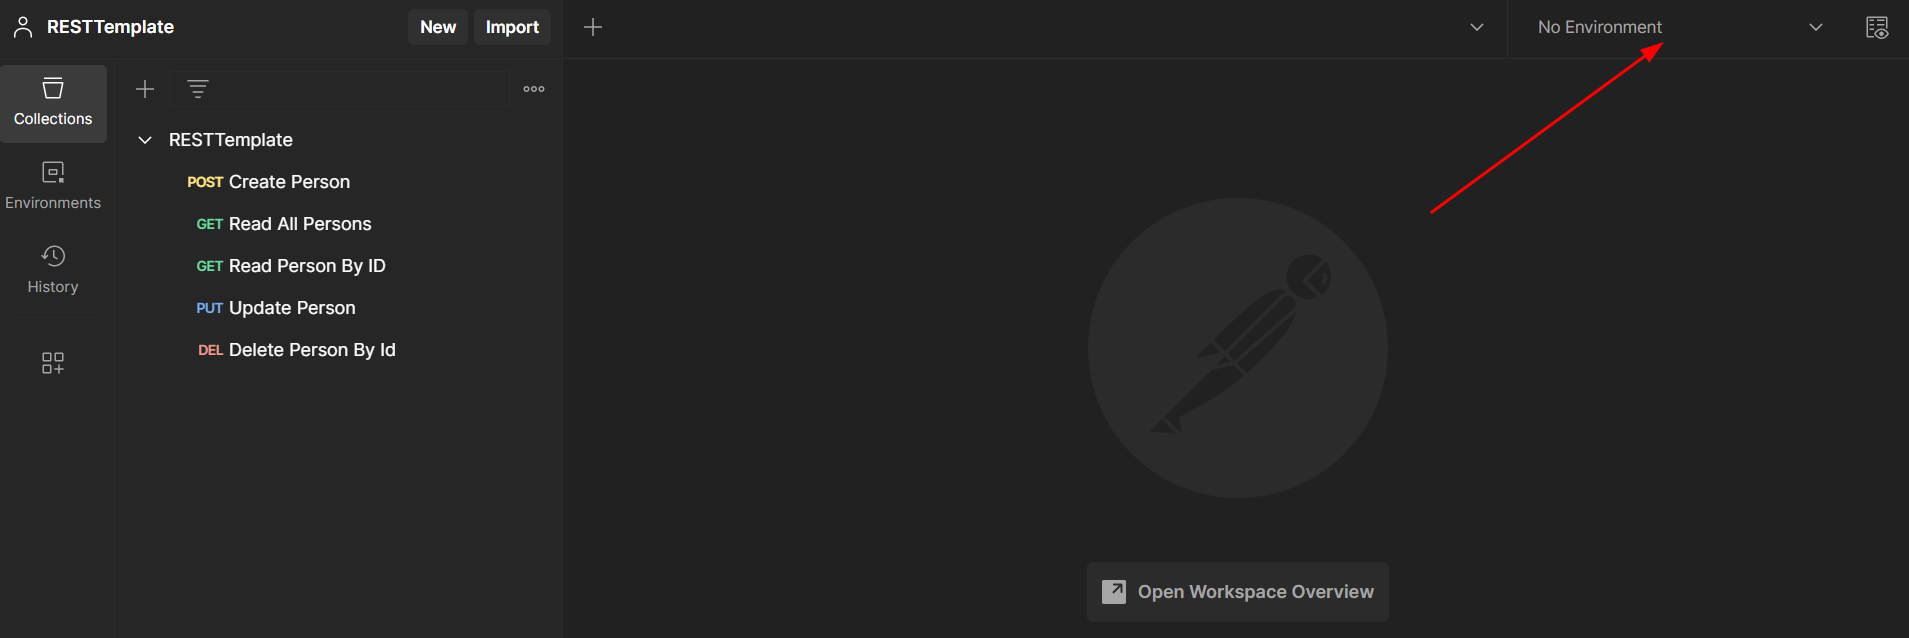 RESTTemplate
New
Import
No Environment
Collections
Environments
History
RESTTemplate
POST Create Person
GET Read All Persons
GET Read Person By ID
PUT Update Person
DEL Delete Person By Id
Open Workspace Overview